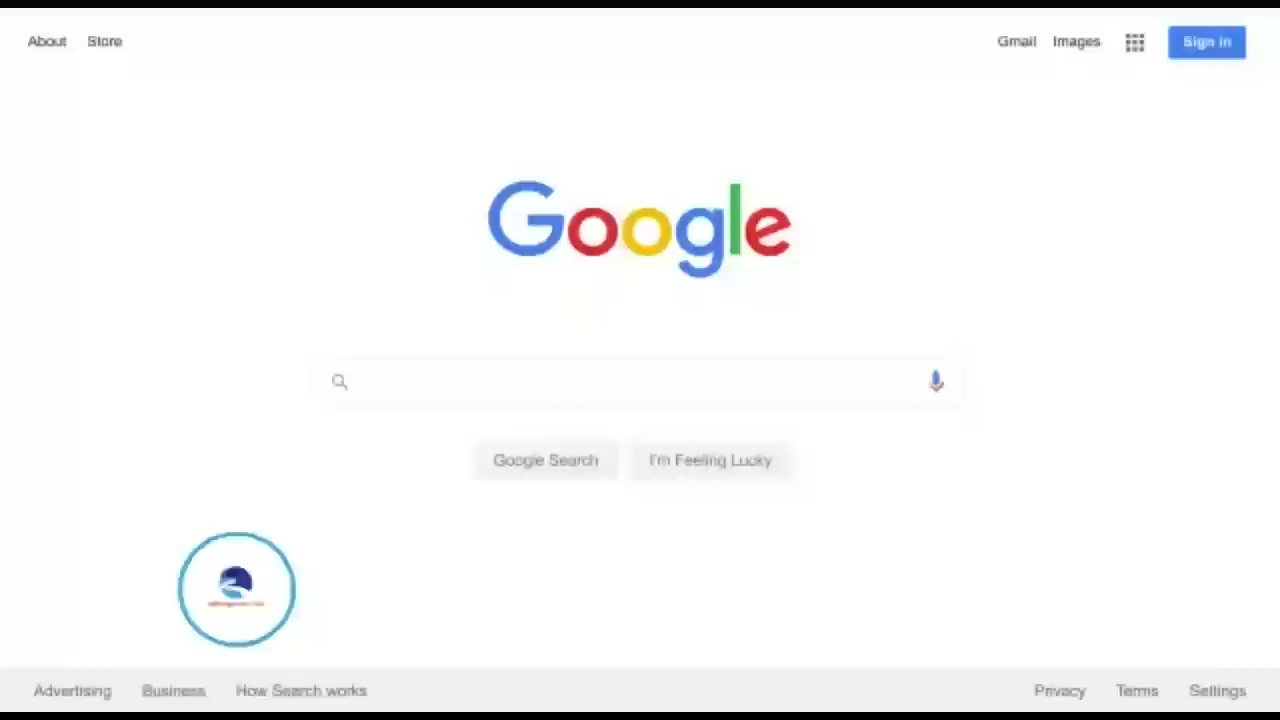 About Store
Gmail Images Sign in
Google
Google Search I'm Feeling Lucky
Advertising Business How Search works
Privacy Terms Settings